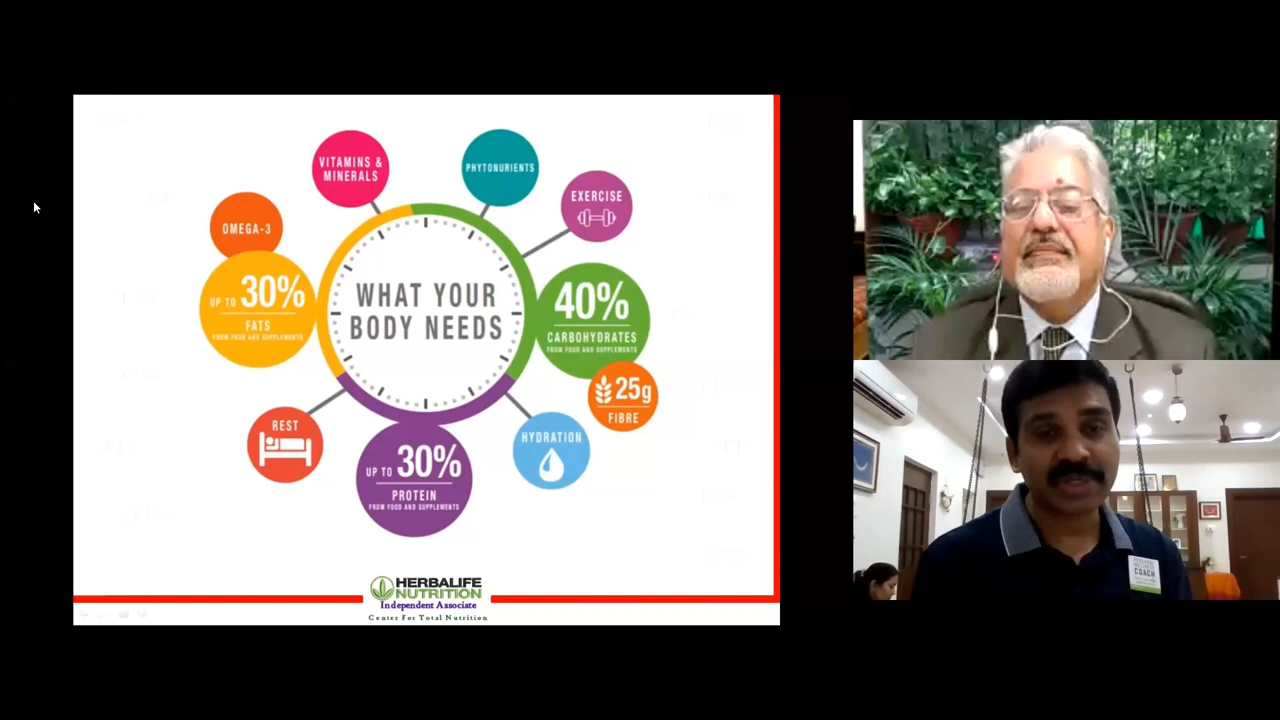 VITAMINS &
MINERALS
PHYTONURIENTS
EXERCISE
OMEGA-3
UP TO 30%
FATS
FROM FOOD AND SUPPLEMENTS
WHAT YOUR
BODY NEEDS
40%
CARBOHYDRATES
FROM FOOD AND SUPPLEMENTS
25g
FIBRE
REST
HYDRATION
UP TO 30%
PROTEIN
FROM FOOD AND SUPPLEMENTS
HERBALIFE
NUTRITION
Independent Associate
Center For Total Nutrition
COACH